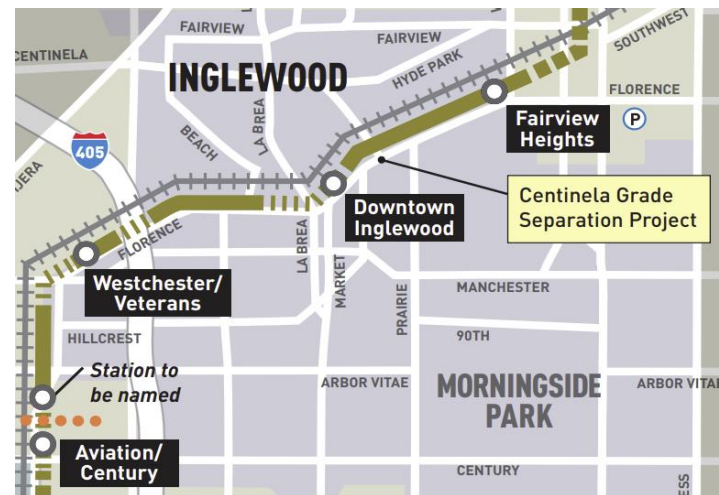 FAIRVIEW
FAIRVIEW
SOUTHWEST
CENTINELA
INGLEWOOD
HYDE PARK
LA BREA
FLORENCE
P
Fairview
Heights
BEACH
405
Centinela Grade
Separation Project
Downtown
Inglewood
FLORENCE
LA BREA
MARKET
PRAIRIE
Westchester/
Veterans
MANCHESTER
HILLCREST
90TH
Station to
be named
ARBOR VITAE
MORNINGSIDE
PARK
ARBOR VITA
Aviation/
Century
CENTURY